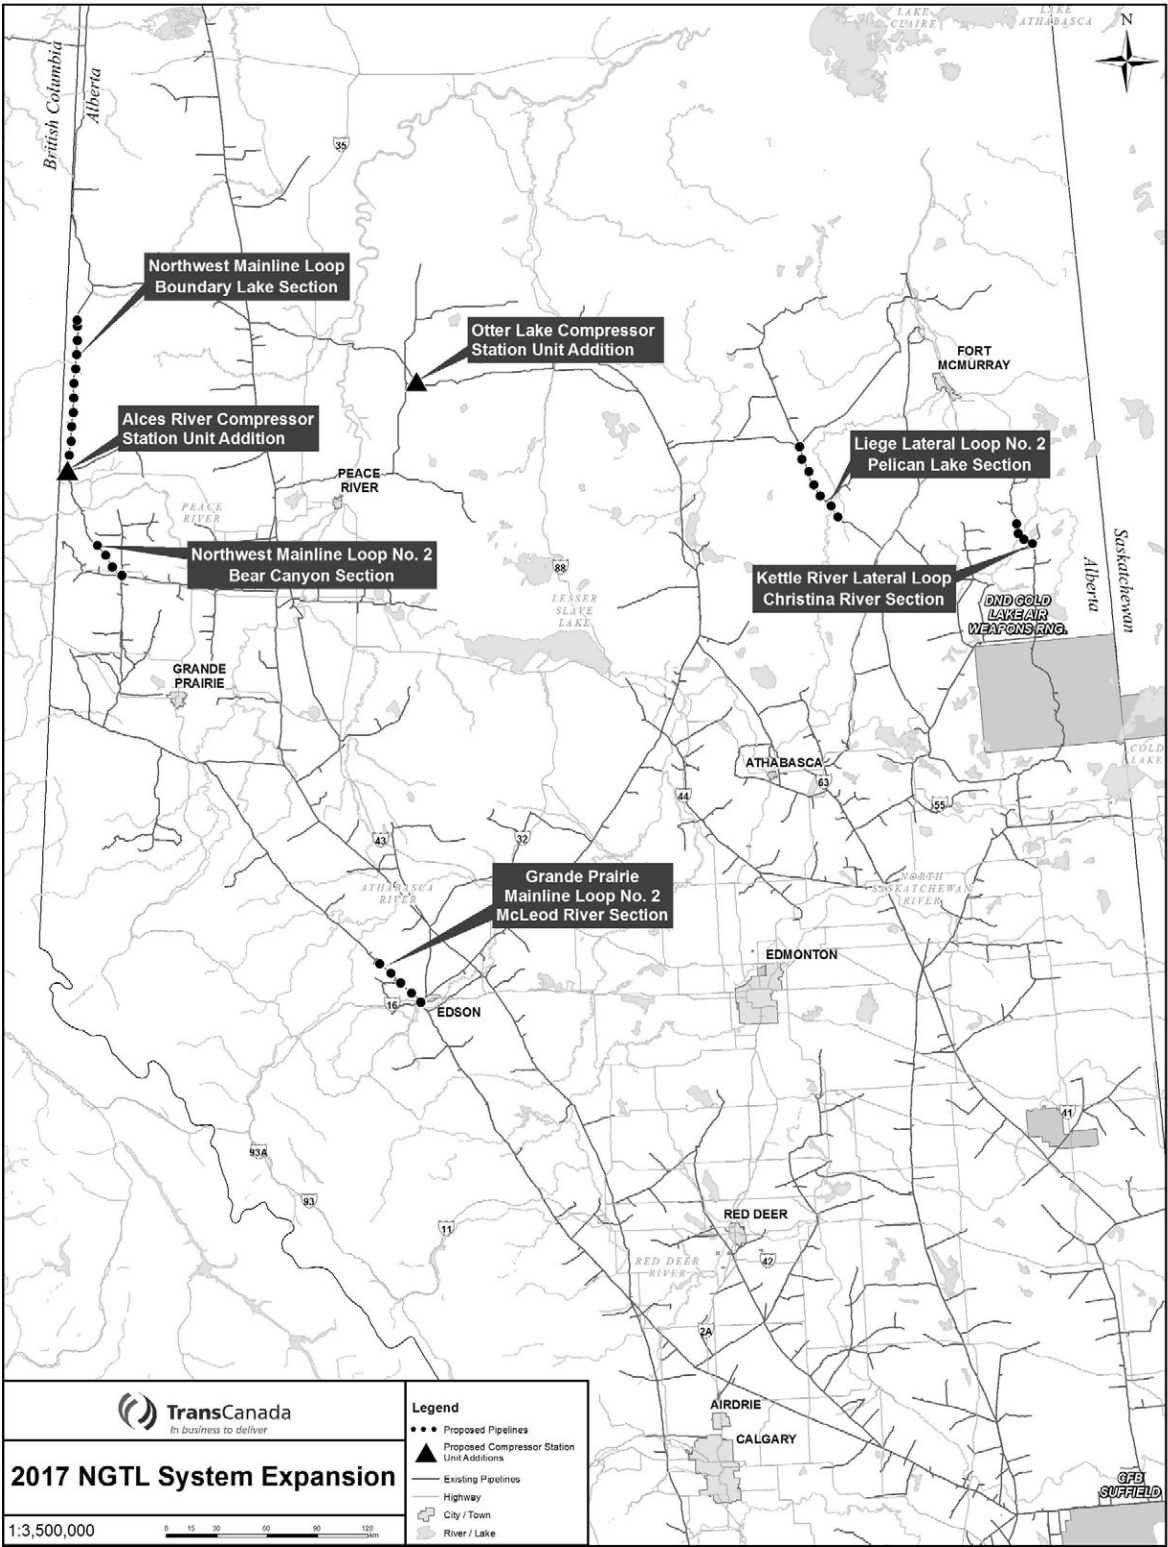 LAKE
CLAIRE
LAKE
ATHABASCA
N
British Columbia
Alberta
35
Northwest Mainline Loop
Boundary Lake Section
Otter Lake Compressor
Station Unit Addition
FORT
MCMURRAY
Alces River Compressor
Station Unit Addition
Liege Lateral Loop No. 2
Pelican Lake Section
PEACE
RIVER
PEACE
RIVER
Northwest Mainline Loop No. 2
Bear Canyon Section
88
Kettle River Lateral Loop
Christina River Section
Saskatchewan
Alberta
LESSER
SLAVE
LAKE
DND COLD
LAKE AIR
WEAPONS RNG.
GRANDE
PRAIRIE
COLD
LAKE
ATHABASCA
63
44
55
43
32
Grande Prairie
Mainline Loop No. 2
McLeod River Section
ATHABASCA
RIVER
NORTH
SASKATCHEWAN
RIVER
EDMONTON
16
EDSON
41
93A
93
11
RED DEER
RED DEER
RIVER
42
2A
AIRDRIE
CALGARY
CFB
SUFFIELD
TransCanada
In business to deliver
2017 NGTL System Expansion
1:3,500,000
0 15 30 60 90 120
km
Legend
Proposed Pipelines
Proposed Compressor Station
Unit Additions
Existing Pipelines
Highway
City / Town
River / Lake